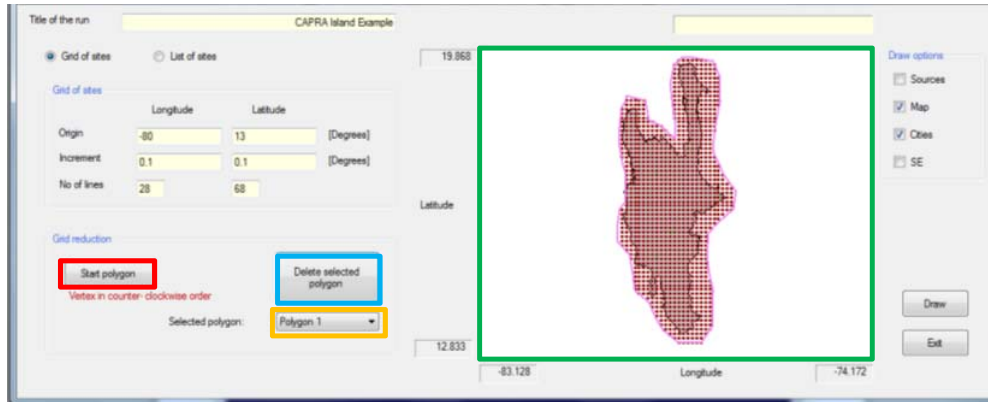 Title of the run CAPRA Island Example
Grid of sites List of sites
19.868
Draw options
Sources
Map
Cities
SE
Grid of sites
Longitude Latitude
Origin -80 13 [Degrees]
Increment 0.1 0.1 [Degrees]
No of lines 28 68
Latitude
Grid reduction
Start polygon
Delete selected
polygon
Vertex in counter- clockwise order
Selected polygon: Polygon 1
Draw
Exit
12.833
-83.128 Longitude -74.172